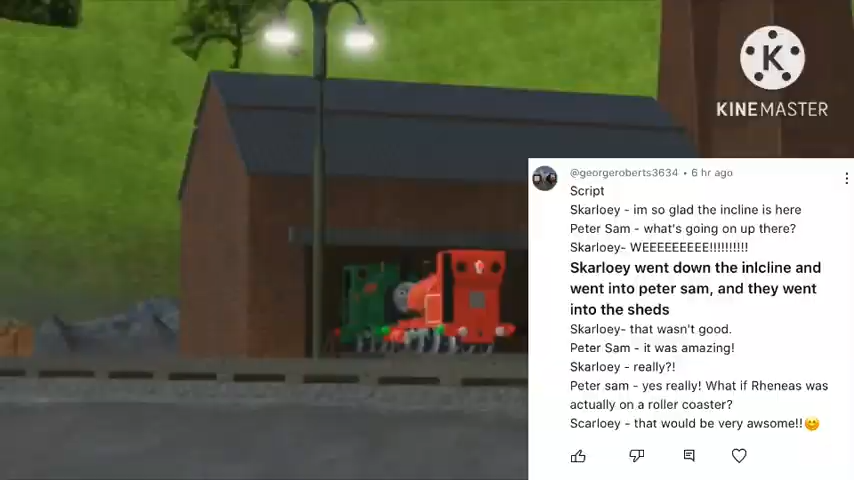 KINEMASTER
@georgeroberts3634 • 6 hr ago
Script
Skarloey - im so glad the incline is here
Peter Sam - what's going on up there?
Skarloey- WEEEEEEEEE!!!!!!!!!!
Skarloey went down the inlcline and
went into peter sam, and they went
into the sheds
Skarloey- that wasn't good.
Peter Sam - it was amazing!
Skarloey - really?!
Peter sam - yes really! What if Rheneas was
actually on a roller coaster?
Scarloey - that would be very awsome!!😊